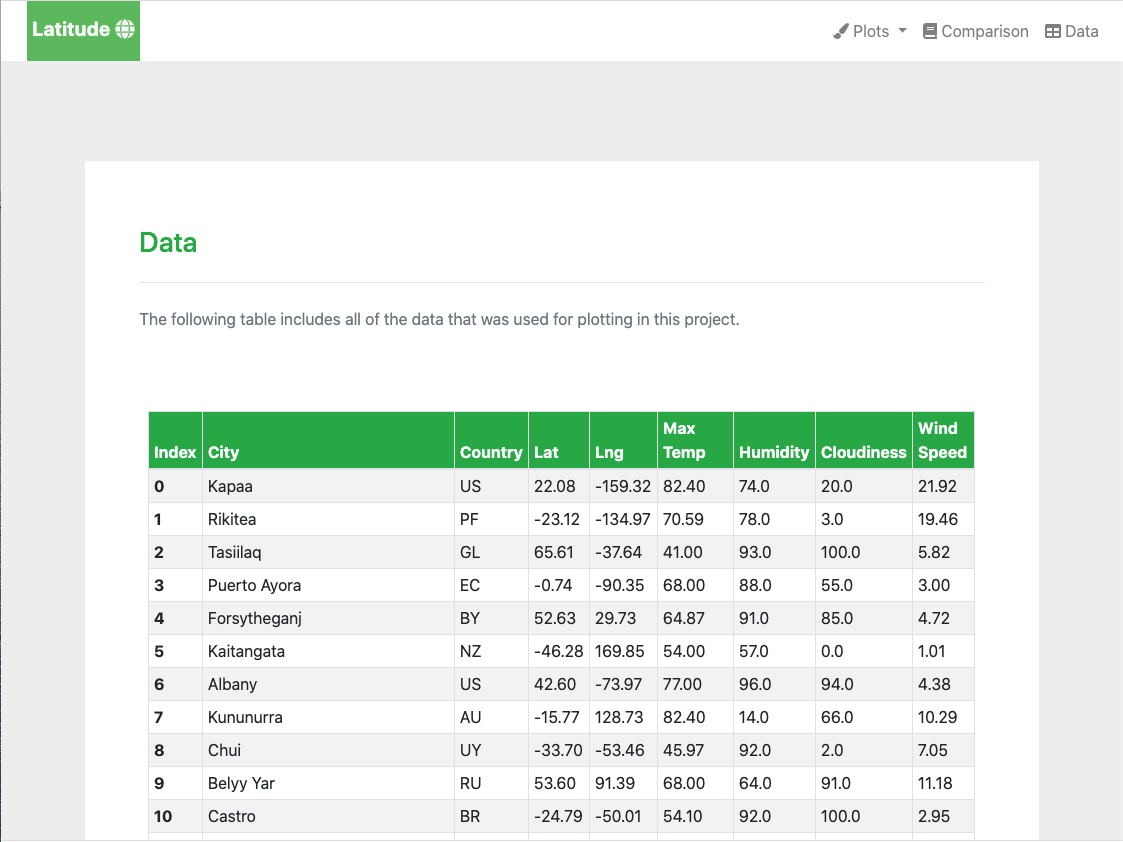 Latitude
Plots Comparison Data
Data
The following table includes all of the data that was used for plotting in this project.
Index City Country Lat Lng Max Temp Humidity Cloudiness Wind Speed
0 Kapaa US 22.08 -159.32 82.40 74.0 20.0 21.92
1 Rikitea PF -23.12 -134.97 70.59 78.0 3.0 19.46
2 Tasiilaq GL 65.61 -37.64 41.00 93.0 100.0 5.82
3 Puerto Ayora EC -0.74 -90.35 68.00 88.0 55.0 3.00
4 Forsytheganj BY 52.63 29.73 64.87 91.0 85.0 4.72
5 Kaitangata NZ -46.28 169.85 54.00 57.0 0.0 1.01
6 Albany US 42.60 -73.97 77.00 96.0 94.0 4.38
7 Kununurra AU -15.77 128.73 82.40 14.0 66.0 10.29
8 Chui UY -33.70 -53.46 45.97 92.0 2.0 7.05
9 Belyy Yar RU 53.60 91.39 68.00 64.0 91.0 11.18
10 Castro BR -24.79 -50.01 54.10 92.0 100.0 2.95